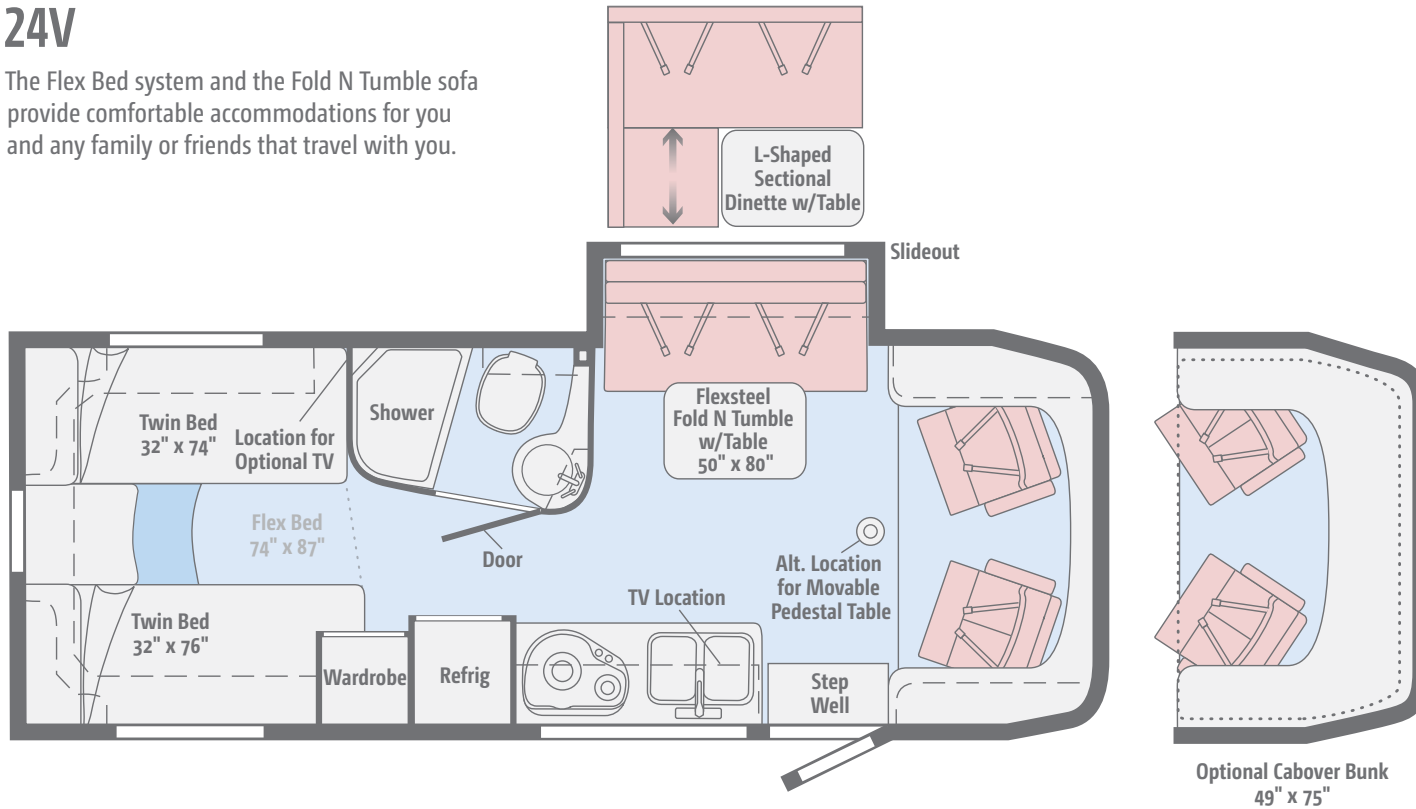 24V
The Flex Bed system and the Fold N Tumble sofa
provide comfortable accommodations for you
and any family or friends that travel with you.
L-Shaped
Sectional
Dinette w/Table
Slideout
Flexsteel
Fold N Tumble
w/Table
50" x 80"
Twin Bed
32" x 74"
Location for
Optional TV
Shower
Flex Bed
74" x 87"
Door
Alt. Location
for Movable
Pedestal Table
TV Location
Twin Bed
32" x 76"
Wardrobe
Refrig
Step
Well
Optional Cabover Bunk
49" x 75"